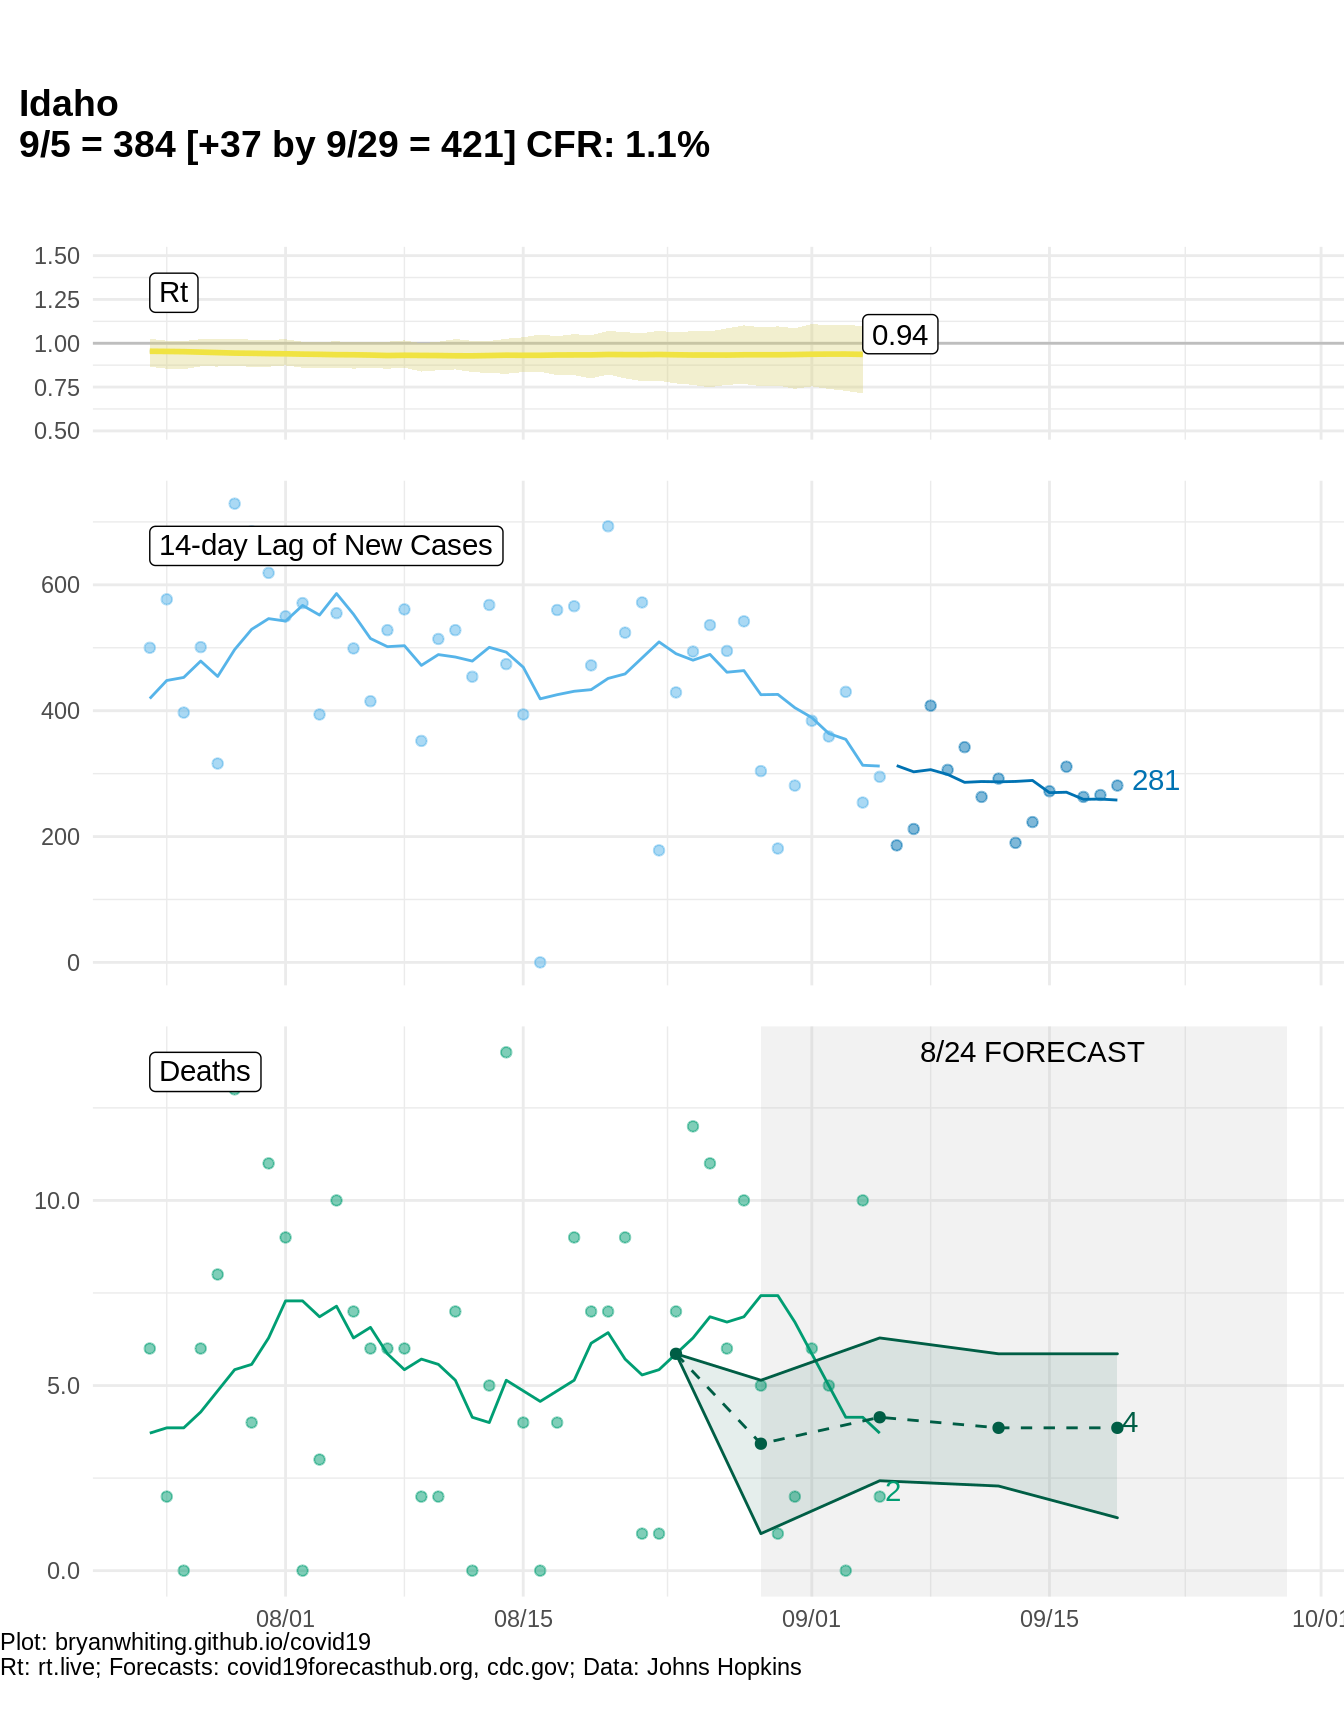 Idaho
9/5 = 384 [+37 by 9/29 = 421] CFR: 1.1%
1.50
1.25
1.00
0.75
0.50
Rt
0.94
14-day Lag of New Cases
600
400
200
0
281
Deaths
8/24 FORECAST
10.0
5.0
0.0
4
2
08/01 08/15 09/01 09/15 10/01
Plot: bryanwhiting.github.io/covid19
Rt: rt.live; Forecasts: covid19forecasthub.org, cdc.gov; Data: Johns Hopkins